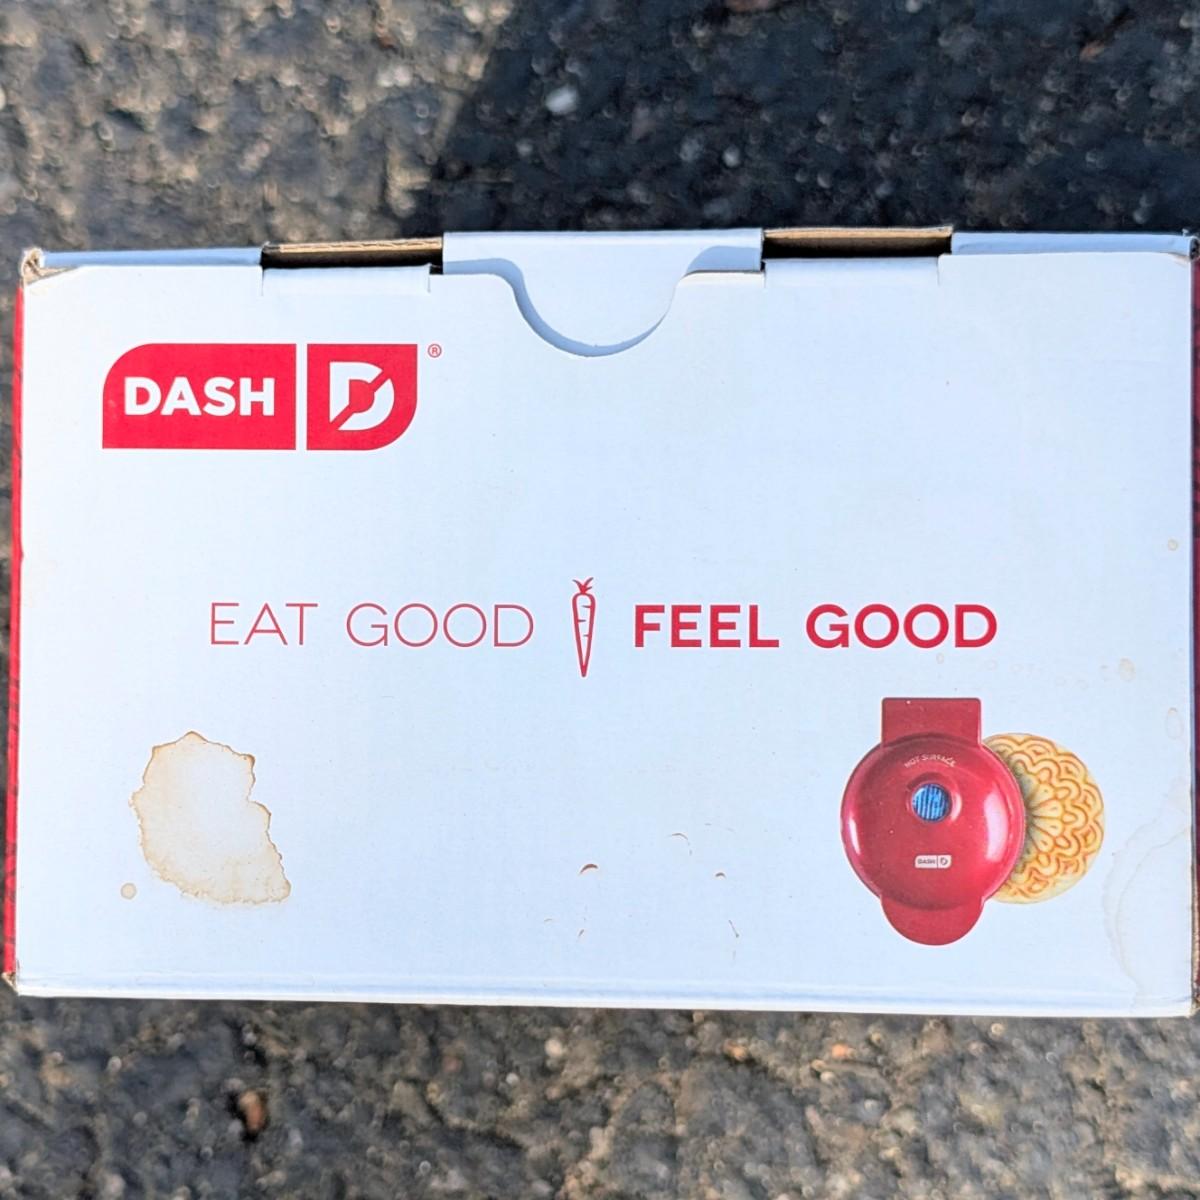 DASH D®
EAT GOOD FEEL GOOD
HOT SURFACE
DASH D